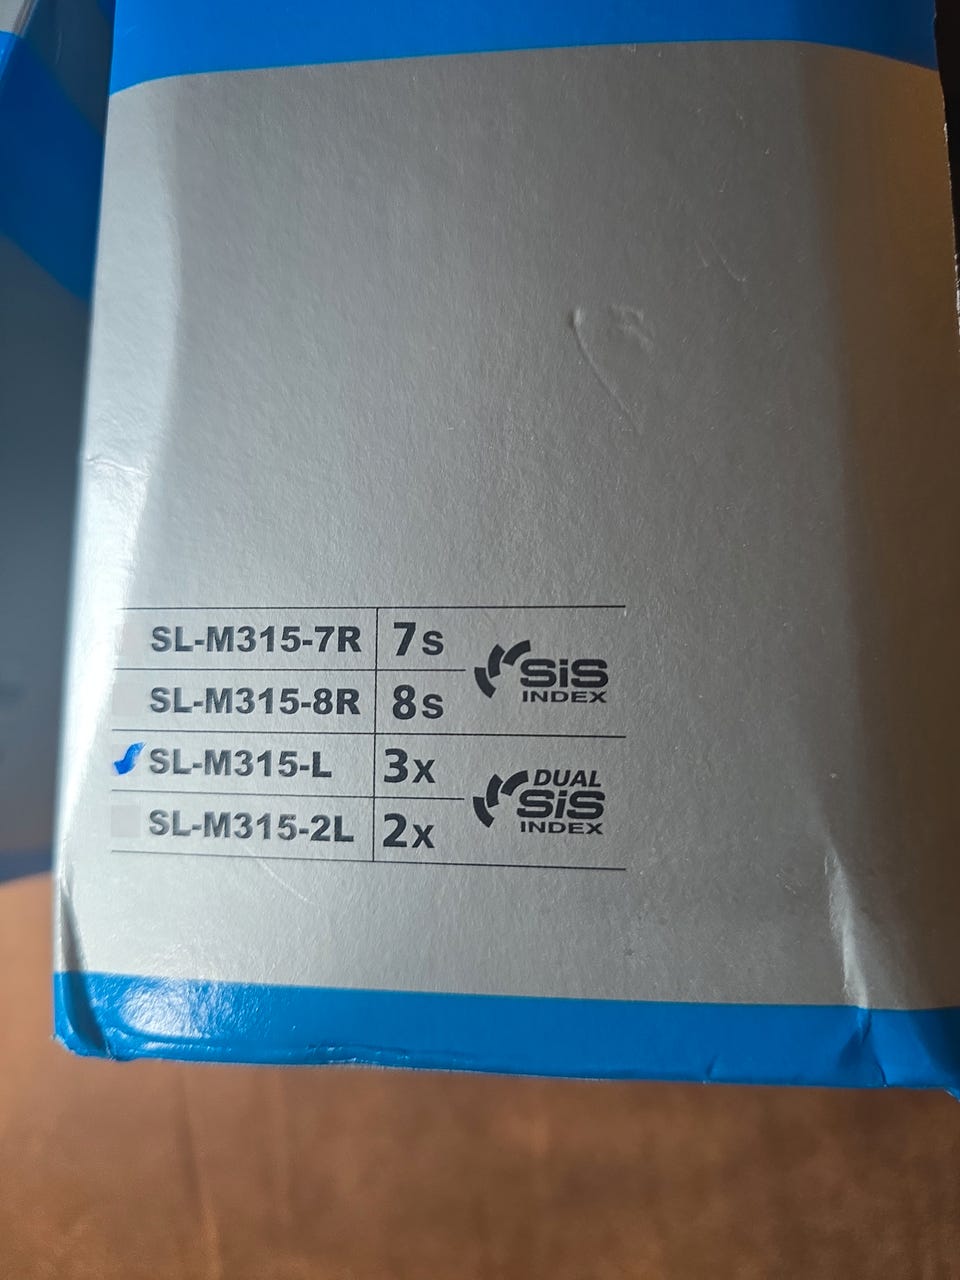 SL-M315-7R 7s
SiS
INDEX
SL-M315-8R 8s
SL-M315-L 3x
DUAL
SiS
INDEX
SL-M315-2L 2x